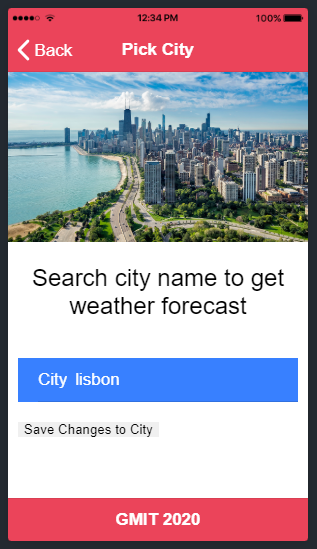 12:34 PM 100%
Back Pick City
Search city name to get
weather forecast
City lisbon
Save Changes to City
GMIT 2020